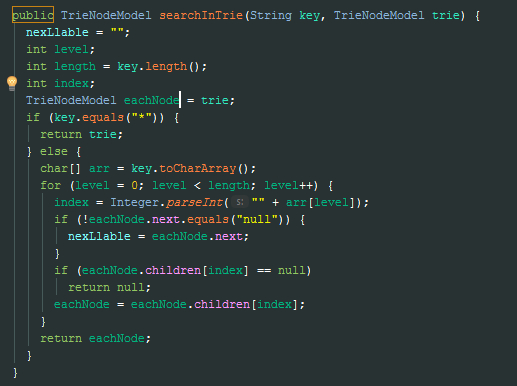 public TrieNodeModel searchInTrie(String key, TrieNodeModel trie) {
nexLlable = "";
int level;
int length = key.length();
int index;
TrieNodeModel eachNode = trie;
if (key.equals("*")) {
return trie;
} else {
char[] arr = key.toCharArray();
for (level = 0; level < length; level++) {
index = Integer.parseInt( s: "" + arr[level]);
if (!eachNode.next.equals("null")) {
nexLlable = eachNode.next;
}
if (eachNode.children[index] == null)
return null;
eachNode = eachNode.children[index];
}
return eachNode;
}
}